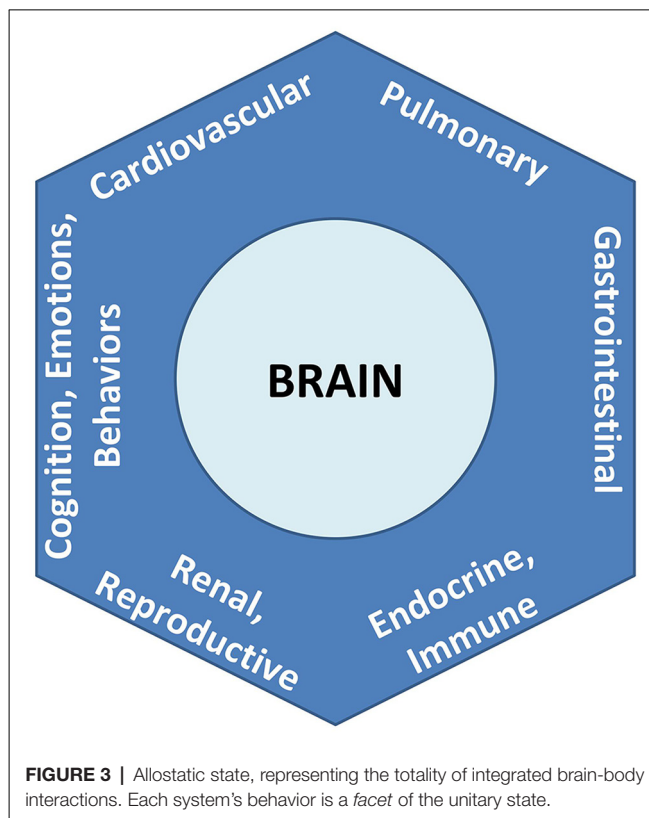 Cardiovascular
Pulmonary
Gastrointestinal
Endocrine,
Immune
Renal,
Reproductive
Cognition, Emotions,
Behaviors
BRAIN
FIGURE 3 | Allostatic state, representing the totality of integrated brain-body
interactions. Each system's behavior is a facet of the unitary state.